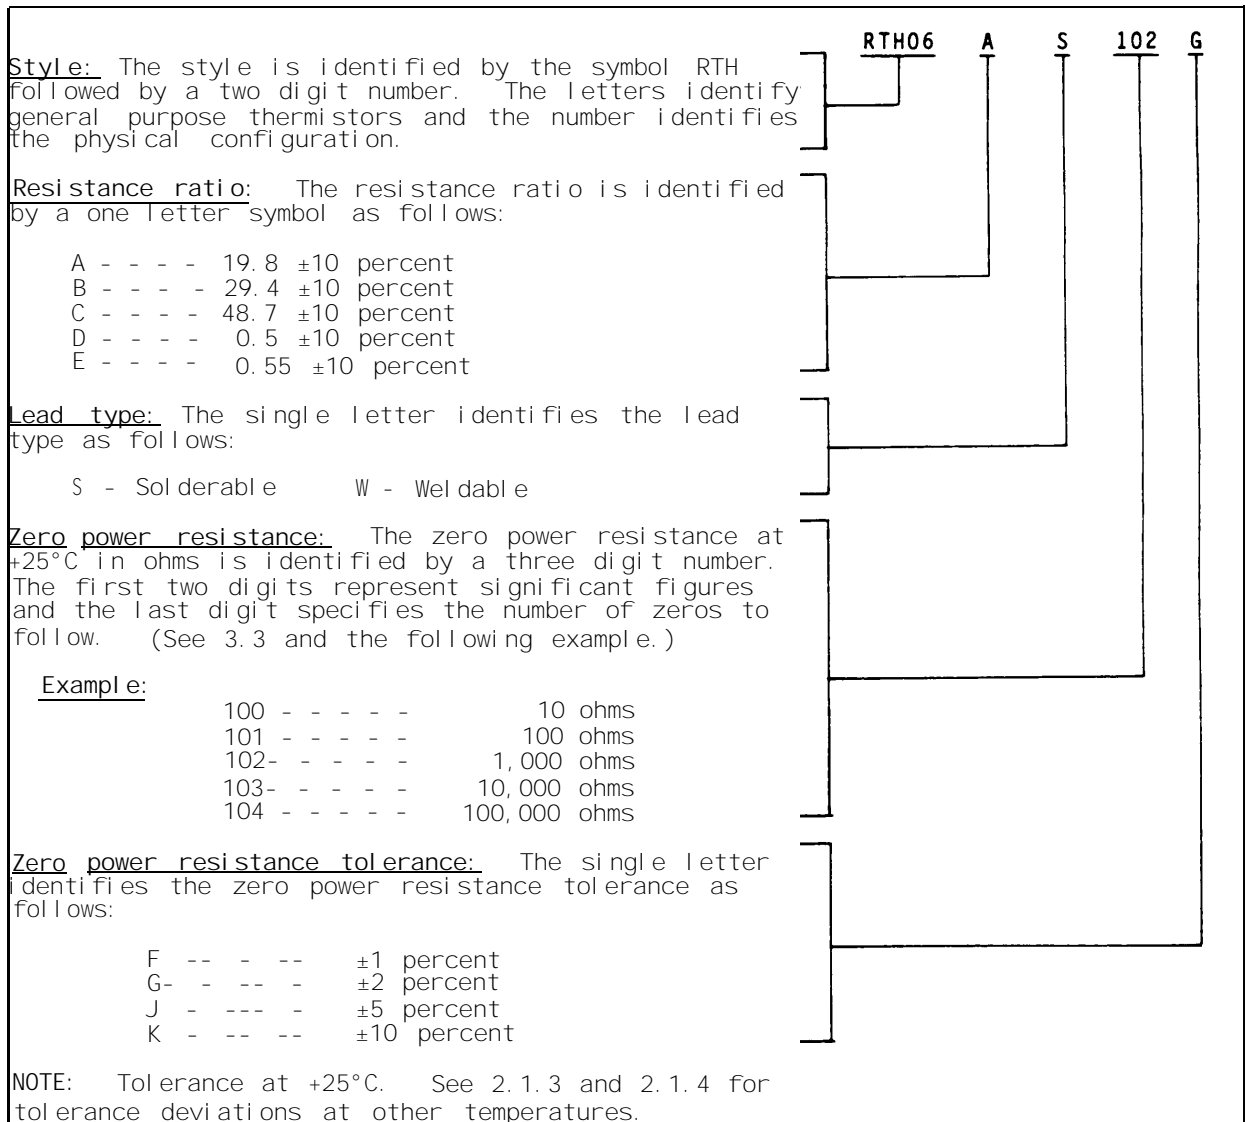 RTH06 A S 102 G
Style: The style is identified by the symbol RTH
followed by a two digit number. The letters identify
general purpose thermistors and the number identifies
the physical configuration.
Resistance ratio: The resistance ratio is identified
by a one letter symbol as follows:
A - - - - 19.8 ±10 percent
B - - - - 29.4 ±10 percent
C - - - - 48.7 ±10 percent
D - - - - 0.5 ±10 percent
E - - - - 0.55 ±10 percent
Lead type: The single letter identifies the lead
type as follows:
S - Solderable W - Weldable
Zero power resistance: The zero power resistance at
+25°C in ohms is identified by a three digit number.
The first two digits represent significant figures
and the last digit specifies the number of zeros to
follow. (See 3.3 and the following example.)
Example:
100 - - - - - 10 ohms
101 - - - - - 100 ohms
102- - - - - 1,000 ohms
103- - - - - 10,000 ohms
104 - - - - - 100,000 ohms
Zero power resistance tolerance: The single letter
identifies the zero power resistance tolerance as
follows:
F -- - -- ±1 percent
G- - -- - ±2 percent
J - --- - ±5 percent
K - -- -- ±10 percent
NOTE: Tolerance at +25°C. See 2.1.3 and 2.1.4 for
tolerance deviations at other temperatures.